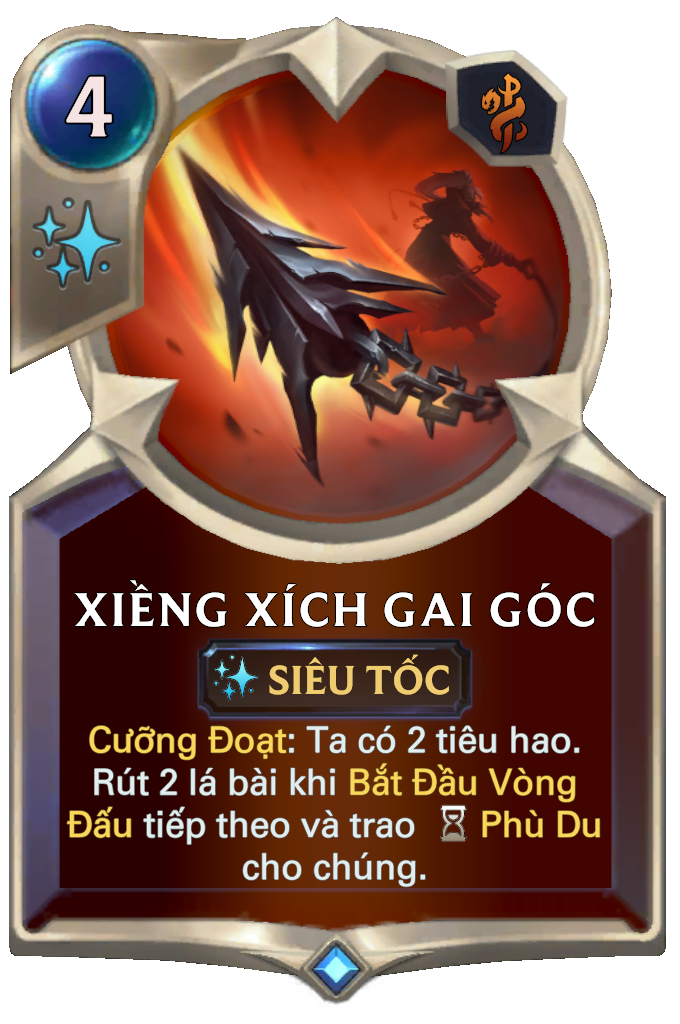 4
XIỀNG XÍCH GAI GÓC
SIÊU TỐC
Cưỡng Đoạt: Ta có 2 tiêu hao.
Rút 2 lá bài khi Bắt Đầu Vòng
Đấu tiếp theo và trao Phù Du
cho chúng.